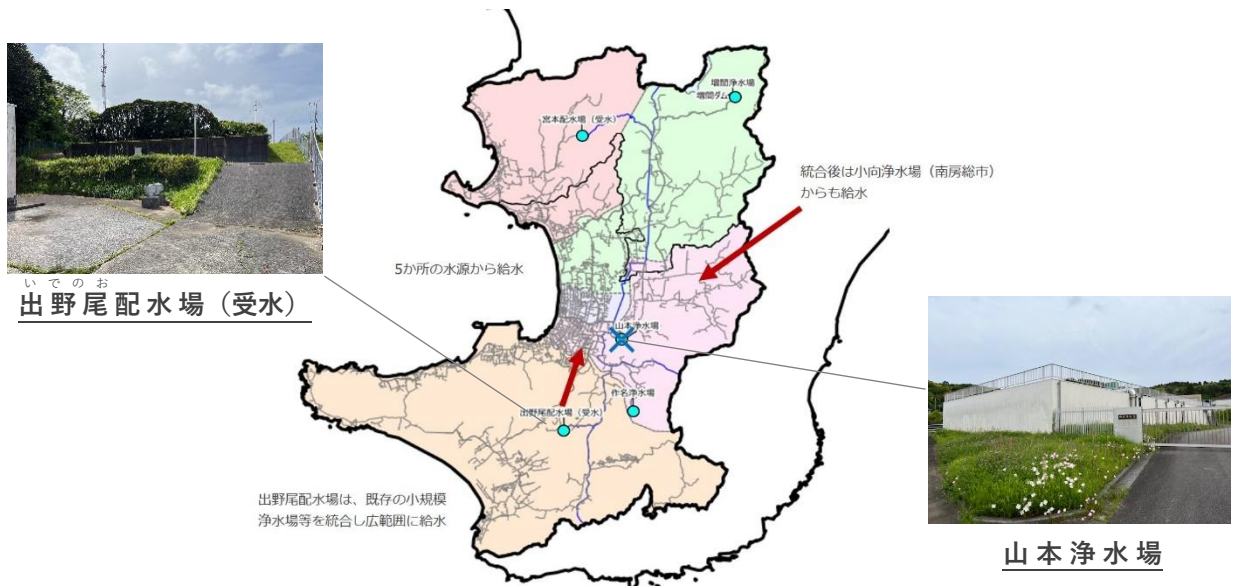 増間浄水場
増間ダム
宮本配水場（受水）
統合後は小向浄水場（南房総市）
からも給水
5か所の水源から給水
いでのお
出野尾配水場（受水）
山本浄水場
作名浄水場
出野尾配水場（受水）
出野尾配水場は、既存の小規模
浄水場等を統合し広範囲に給水
山本浄水場